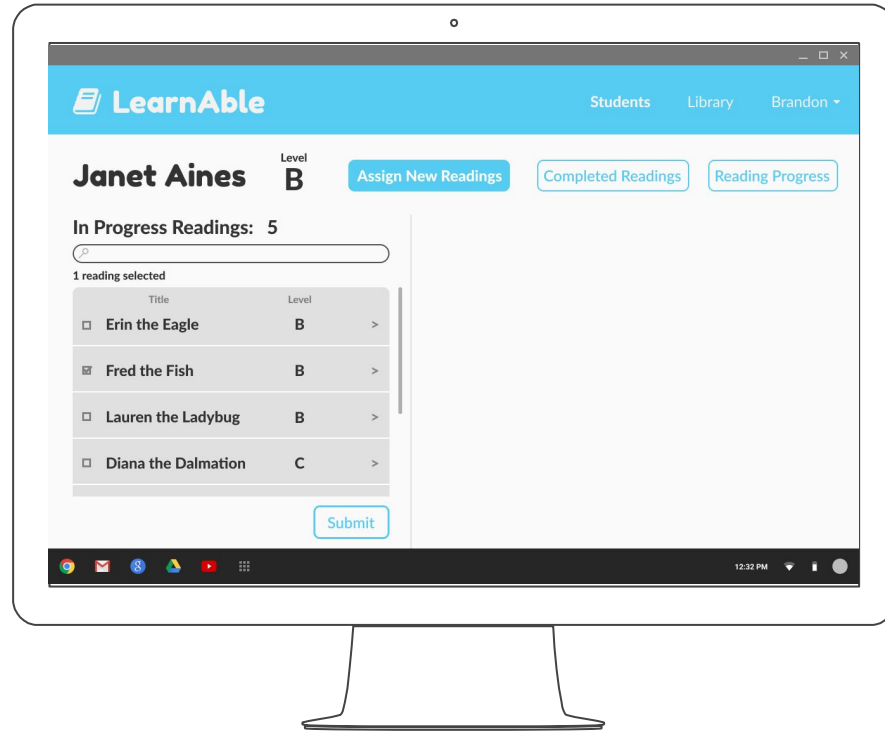 LearnAble
Students Library Brandon
Janet Aines
Level
B
Assign New Readings
Completed Readings
Reading Progress
In Progress Readings: 5
1 reading selected
Title Level
Erin the Eagle B >
Fred the Fish B >
Lauren the Ladybug B >
Diana the Dalmation C >
Submit
8
12:32 PM